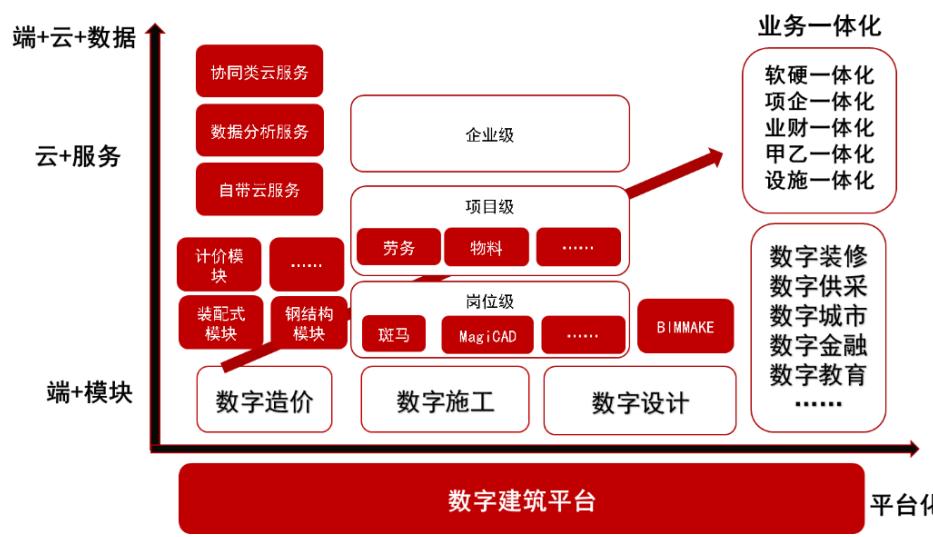 端+云+数据
云+服务
端+模块
协同类云服务
数据分析服务
自带云服务
计价模
块
······
装配式
模块
钢结构
模块
数字造价
企业级
项目级
劳务
物料
······
岗位级
斑马
MagiCAD
······
数字施工
BIMMAKE
数字设计
业务一体化
软硬一体化
项企一体化
业财一体化
甲乙一体化
设施一体化
数字装修
数字供采
数字城市
数字金融
数字教育
······
数字建筑平台
平台化